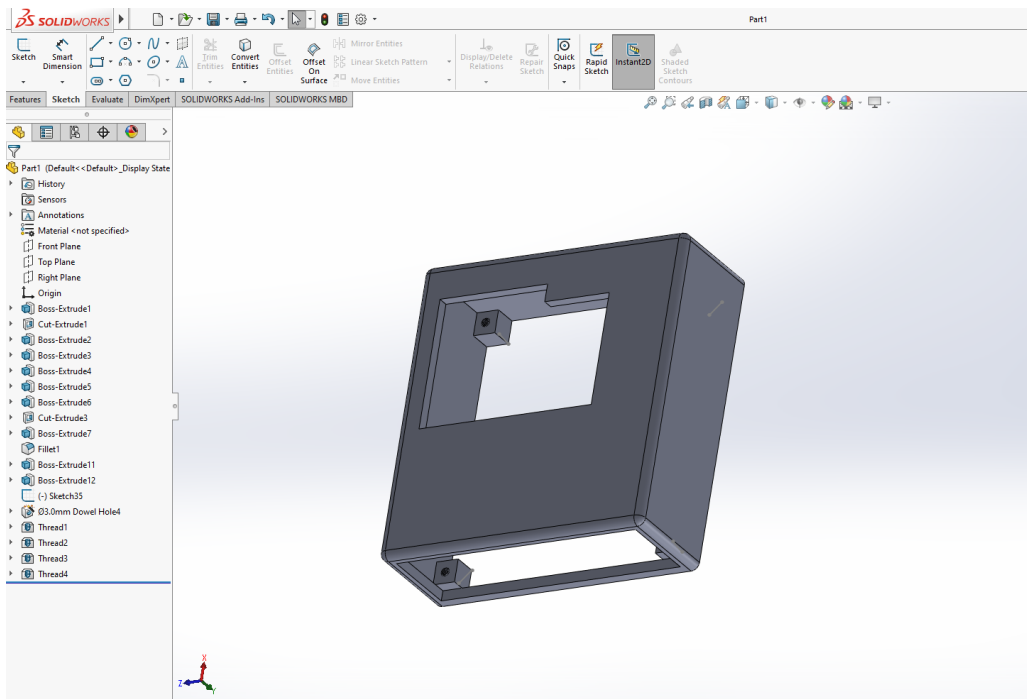 SOLIDWORKS
Part1
Sketch
Smart Dimension
Trim Entities
Convert Entities
Offset Entities
Offset On Surface
Mirror Entities
Linear Sketch Pattern
Move Entities
Display/Delete Relations
Repair Sketch
Quick Snaps
Rapid Sketch
Instant2D
Shaded Sketch Contours
Features Sketch Evaluate DimXpert SOLIDWORKS Add-Ins SOLIDWORKS MBD
Part1 (Default<<Default>_Display State
History
Sensors
Annotations
Material <not specified>
Front Plane
Top Plane
Right Plane
Origin
Boss-Extrude1
Cut-Extrude1
Boss-Extrude2
Boss-Extrude3
Boss-Extrude4
Boss-Extrude5
Boss-Extrude6
Cut-Extrude3
Boss-Extrude7
Fillet1
Boss-Extrude11
Boss-Extrude12
(-) Sketch35
Ø3.0mm Dowel Hole4
Thread1
Thread2
Thread3
Thread4
X
Z
Y